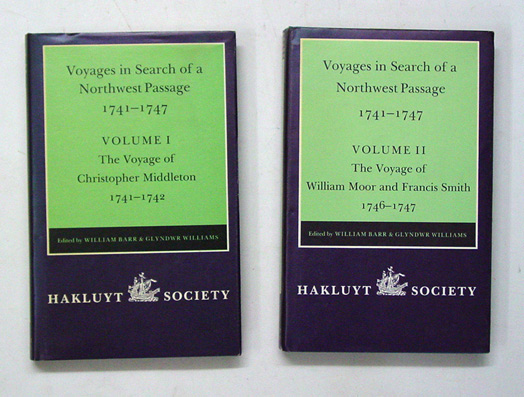 Voyages in Search of a
Northwest Passage
1741–1747
VOLUME I
The Voyage of
Christopher Middleton
1741–1742
Edited by WILLIAM BARR & GLYNDWR WILLIAMS
HAKLUYT SOCIETY
Voyages in Search of a
Northwest Passage
1741–1747
VOLUME II
The Voyage of
William Moor and Francis Smith
1746–1747
Edited by WILLIAM BARR & GLYNDWR WILLIAMS
HAKLUYT SOCIETY